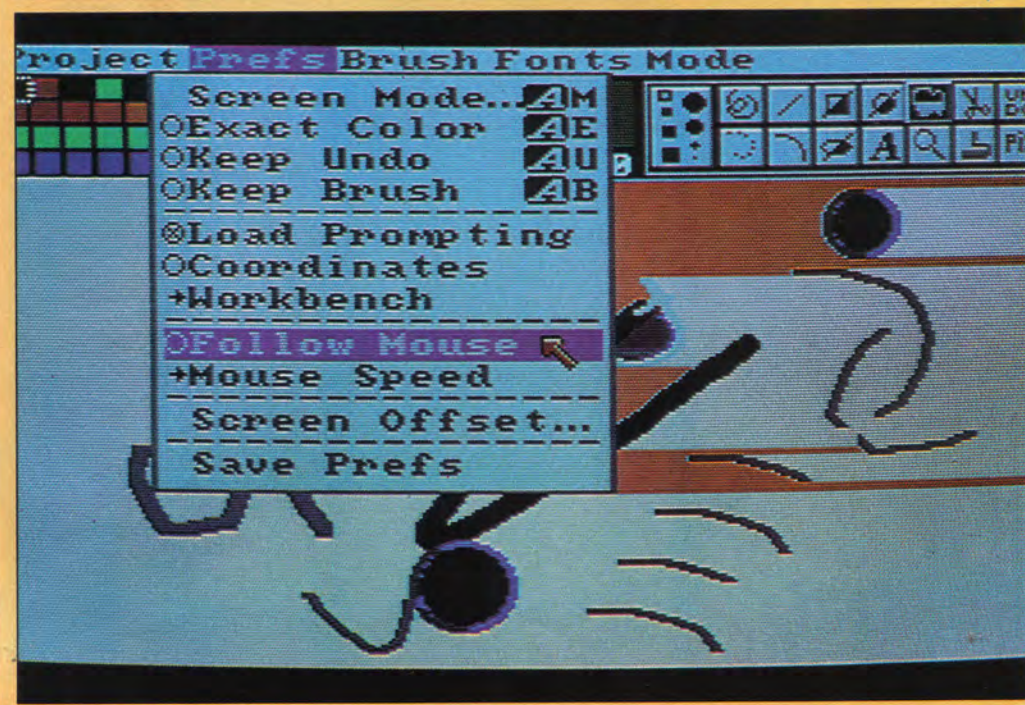 Project Prefs Brush Fonts Mode
Screen Mode... A M
Exact Color A E
Keep Undo A U
Keep Brush A B
Load Prompting
Coordinates
Workbench
Follow Mouse
Mouse Speed
Screen Offset...
Save Prefs
A